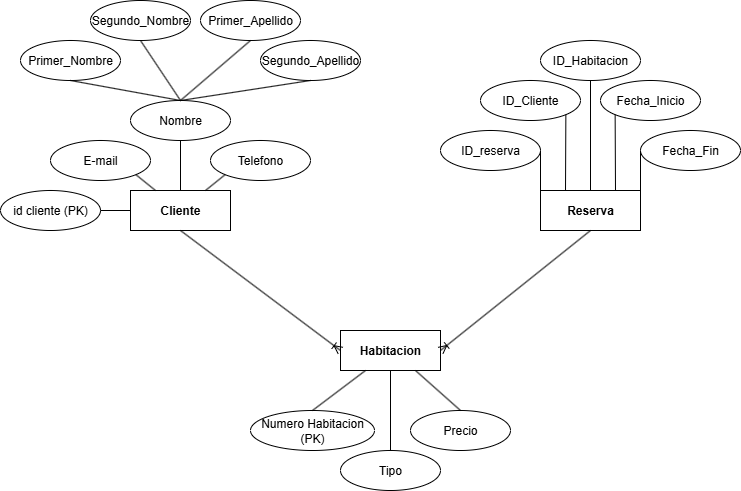 Segundo_Nombre
Primer_Apellido
Primer_Nombre
Segundo_Apellido
Nombre
E-mail
Telefono
id cliente (PK)
Cliente
ID_Habitacion
ID_Cliente
Fecha_Inicio
ID_reserva
Fecha_Fin
Reserva
Habitacion
Numero Habitacion
(PK)
Precio
Tipo